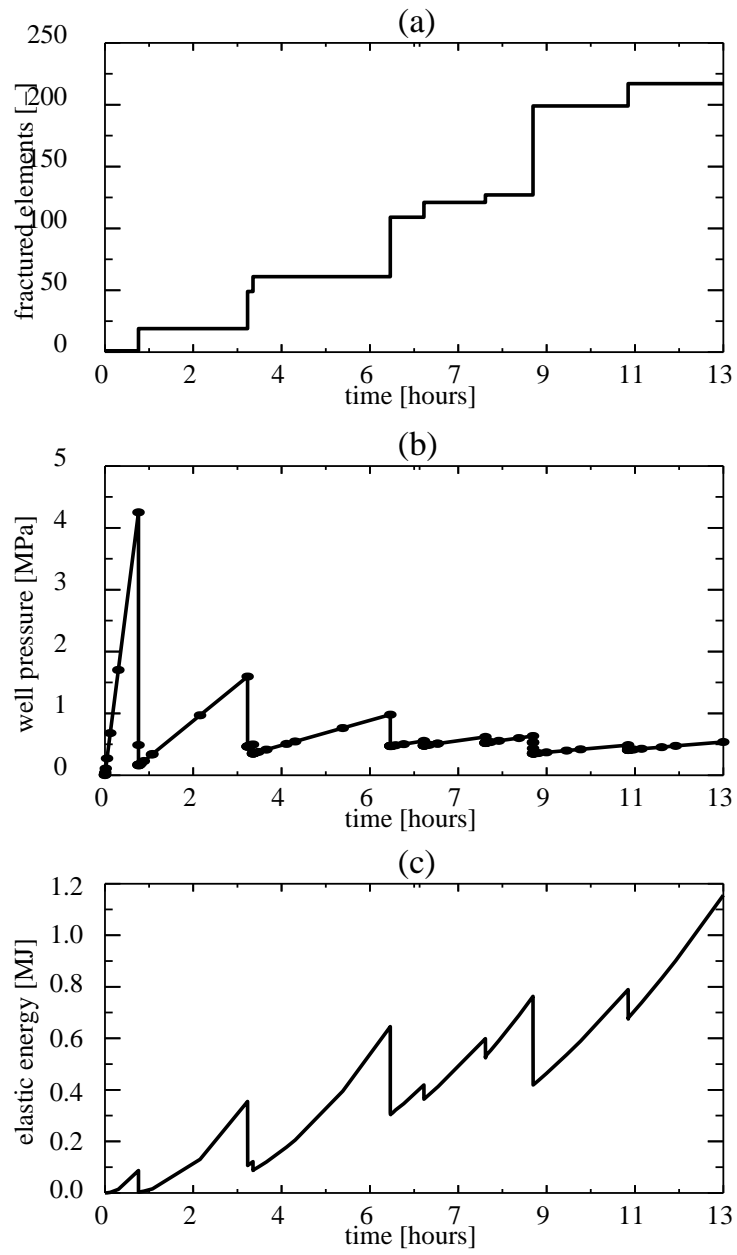 (a)
250
200
150
100
50
0
fractured elements [_]
0 2 4 6 7 9 11 13
time [hours]
(b)
5
4
3
2
1
0
well pressure [MPa]
0 2 4 6 7 9 11 13
time [hours]
(c)
1.2
1.0
0.8
0.6
0.4
0.2
0.0
elastic energy [MJ]
0 2 4 6 7 9 11 13
time [hours]